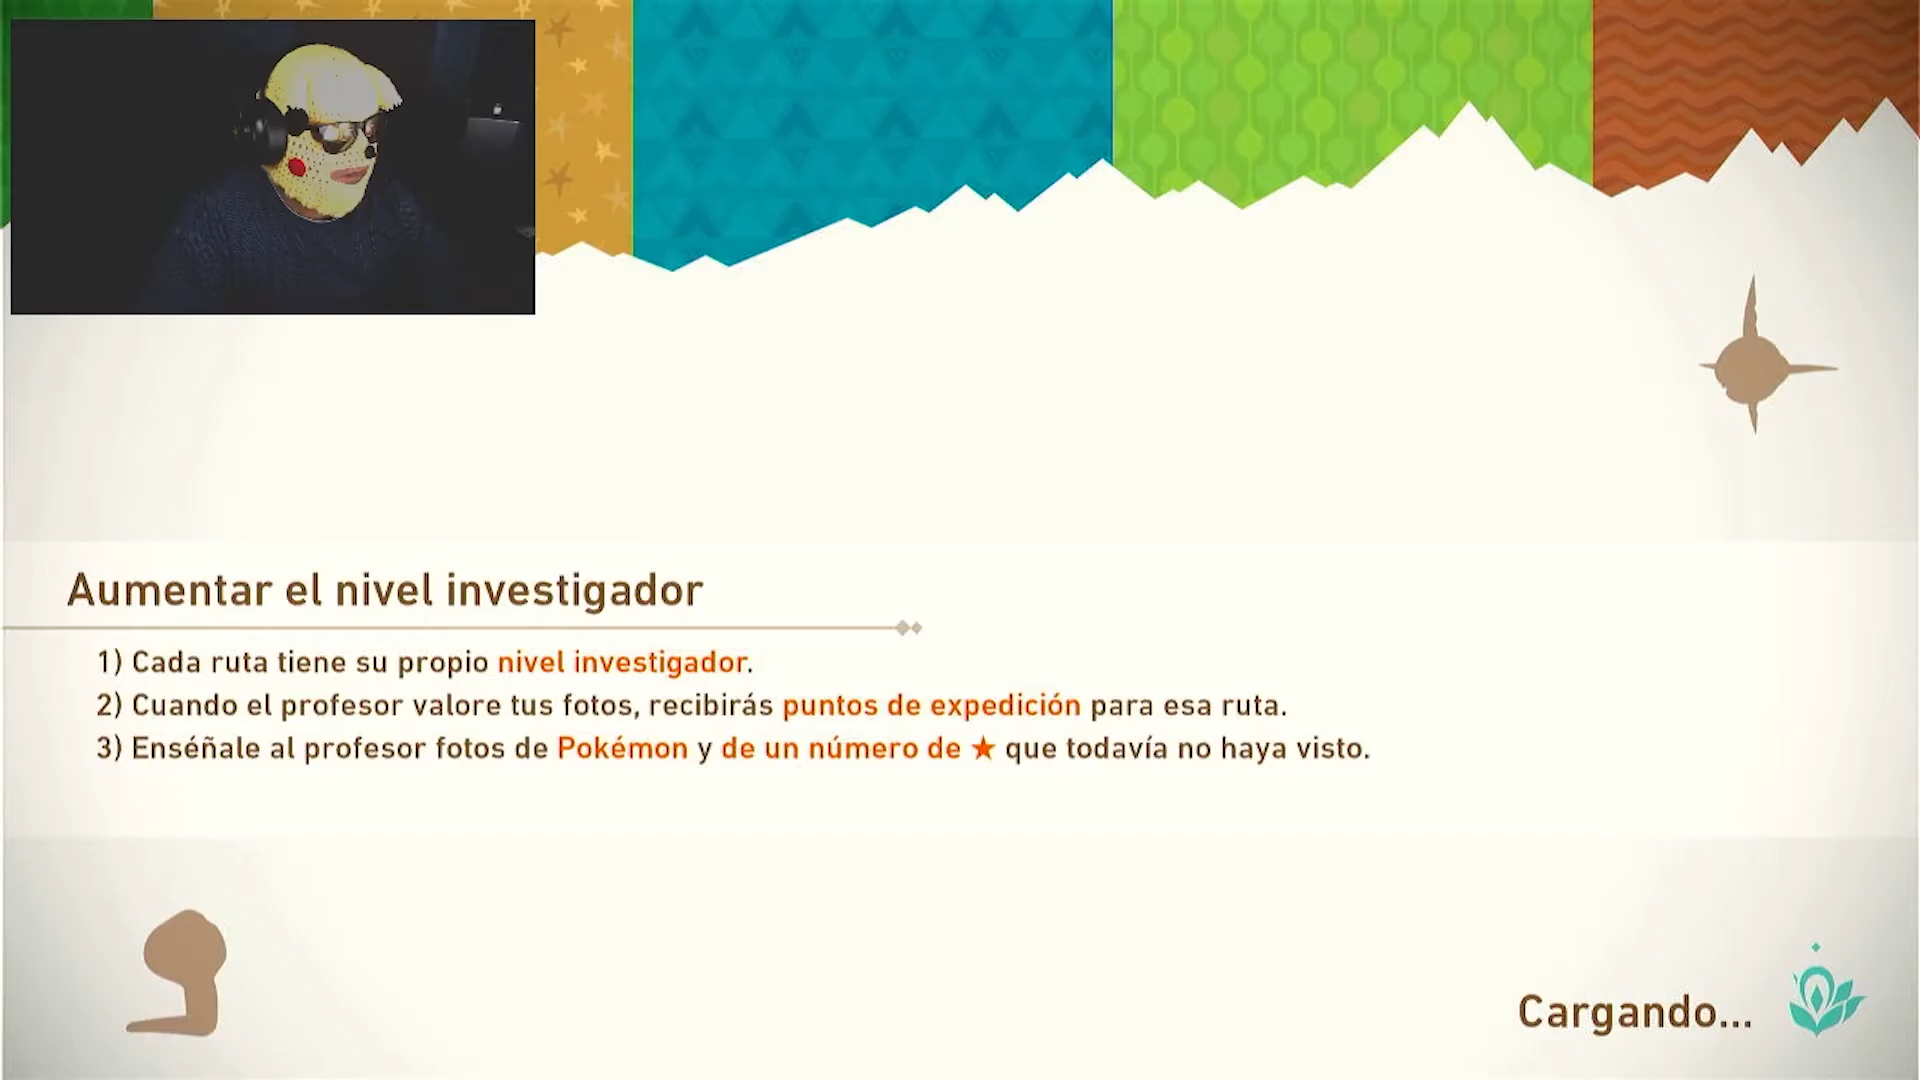 Aumentar el nivel investigador
1) Cada ruta tiene su propio nivel investigador.
2) Cuando el profesor valore tus fotos, recibirás puntos de expedición para esa ruta.
3) Enséñale al profesor fotos de Pokémon y de un número de ★ que todavía no haya visto.
Cargando...